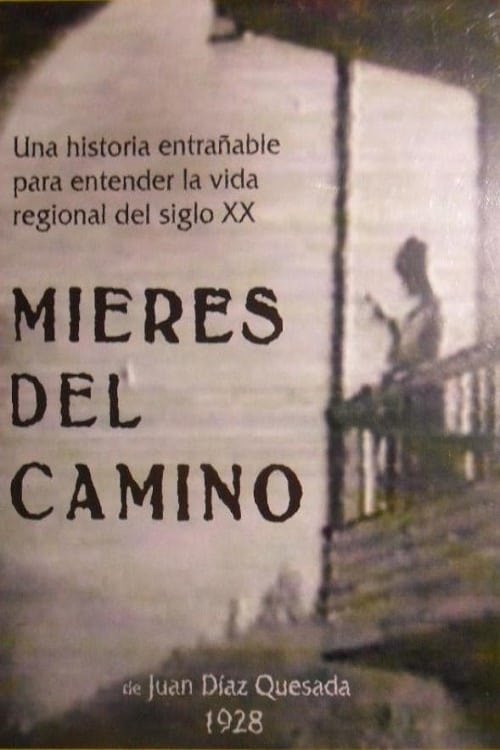 Una historia entrañable
para entender la vida
regional del siglo XX
MIERES
DEL
CAMINO
de Juan Díaz Quesada
1928